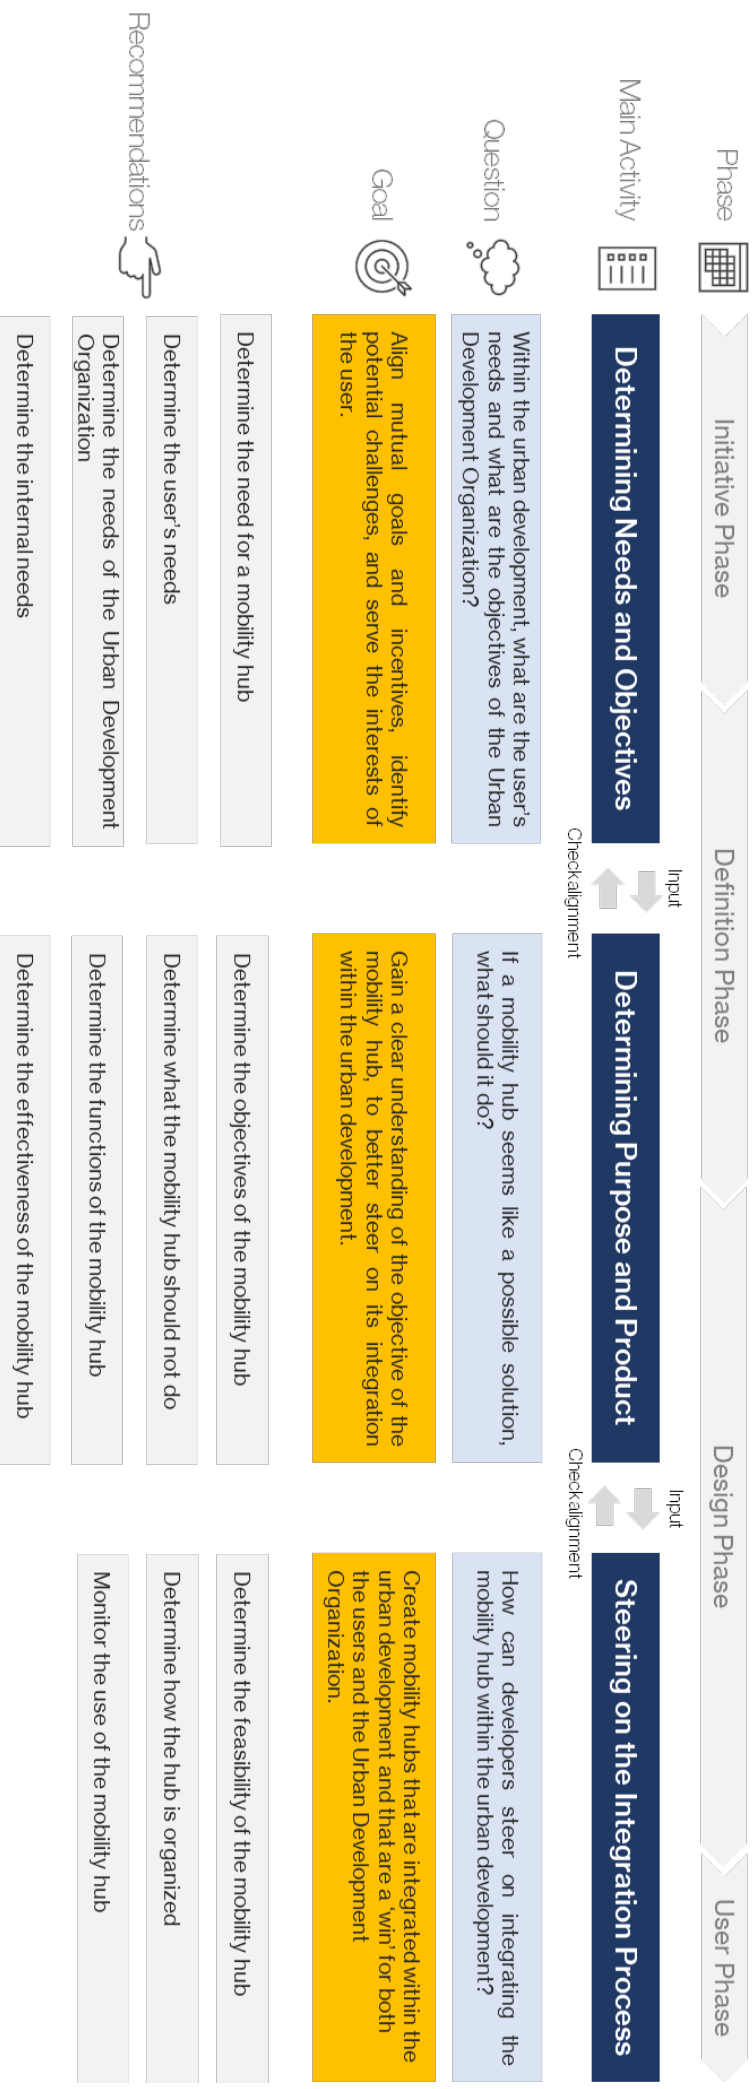 Phase
Initiative Phase
Definition Phase
Design Phase
User Phase
Main Activity
Determining Needs and Objectives
Input
Check alignment
Determining Purpose and Product
Input
Check alignment
Steering on the Integration Process
Question
Within the urban development, what are the user's
needs and what are the objectives of the Urban
Development Organization?
If a mobility hub seems like a possible solution,
what should it do?
How can developers steer on integrating the
mobility hub within the urban development?
Goal
Align mutual goals and incentives, identify
potential challenges, and serve the interests of
the user.
Gain a clear understanding of the objective of the
mobility hub, to better steer on its integration
within the urban development.
Create mobility hubs that are integrated within the
urban development and that are a 'win' for both
the users and the Urban Development
Organization.
Recommendations
Determine the need for a mobility hub
Determine the user's needs
Determine the needs of the Urban Development
Organization
Determine the internal needs
Determine the objectives of the mobility hub
Determine what the mobility hub should not do
Determine the functions of the mobility hub
Determine the effectiveness of the mobility hub
Determine the feasibility of the mobility hub
Determine how the hub is organized
Monitor the use of the mobility hub